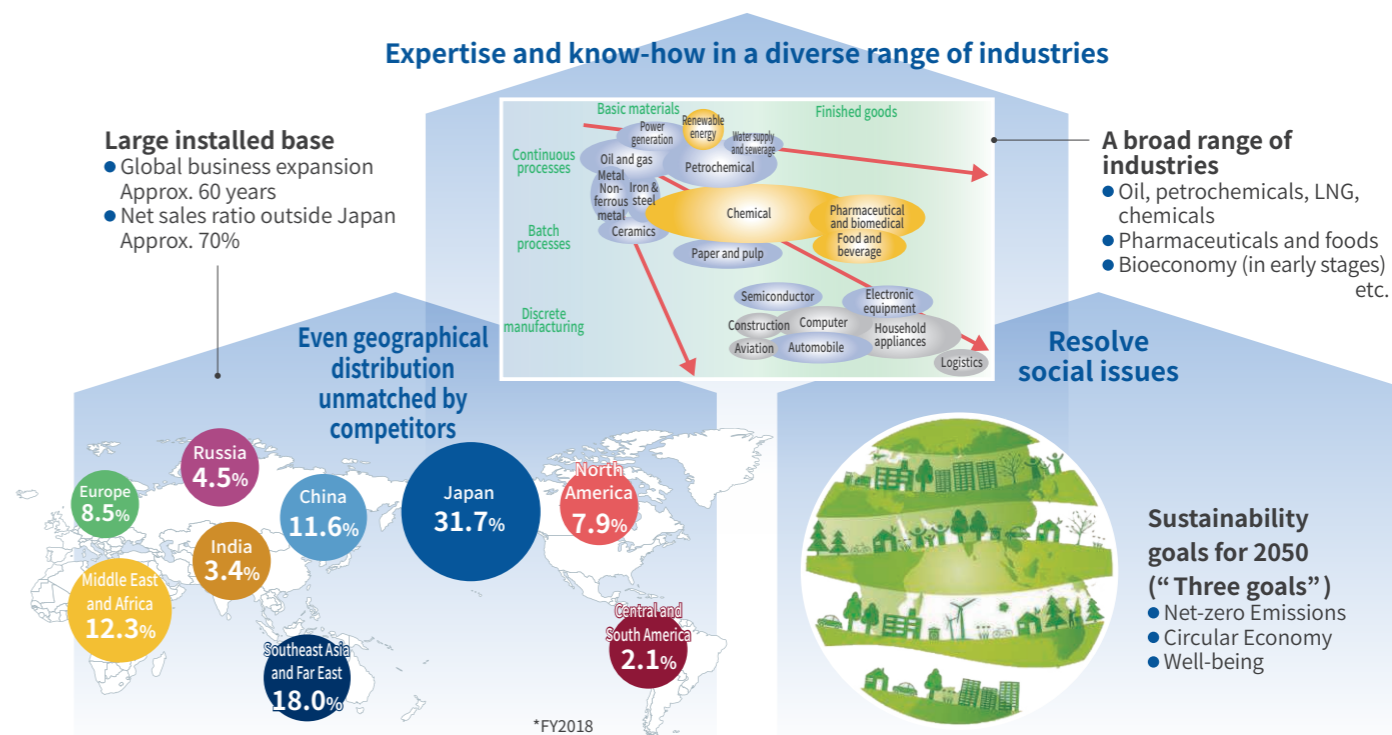 Expertise and know-how in a diverse range of industries
Large installed base
● Global business expansion
Approx. 60 years
● Net sales ratio outside Japan
Approx. 70%
Basic materials
Finished goods
Continuous
processes
Batch
processes
Discrete
manufacturing
Power
generation
Renewable
energy
Water supply
and sewerage
Oil and gas
Petrochemical
Metal
Non-
ferrous
metal
Iron &
steel
Ceramics
Chemical
Pharmaceutical
and biomedical
Food and
beverage
Paper and pulp
Semiconductor
Electronic
equipment
Construction
Computer
Household
appliances
Aviation
Automobile
Logistics
A broad range of
industries
● Oil, petrochemicals, LNG,
chemicals
● Pharmaceuticals and foods
● Bioeconomy (in early stages)
etc.
Even geographical
distribution
unmatched by
competitors
Russia
4.5%
Europe
8.5%
China
11.6%
Japan
31.7%
North
America
7.9%
India
3.4%
Middle East
and Africa
12.3%
Southeast Asia
and Far East
18.0%
Central and
South America
2.1%
*FY2018
Resolve
social issues
Sustainability
goals for 2050
(“ Three goals”)
● Net-zero Emissions
● Circular Economy
● Well-being